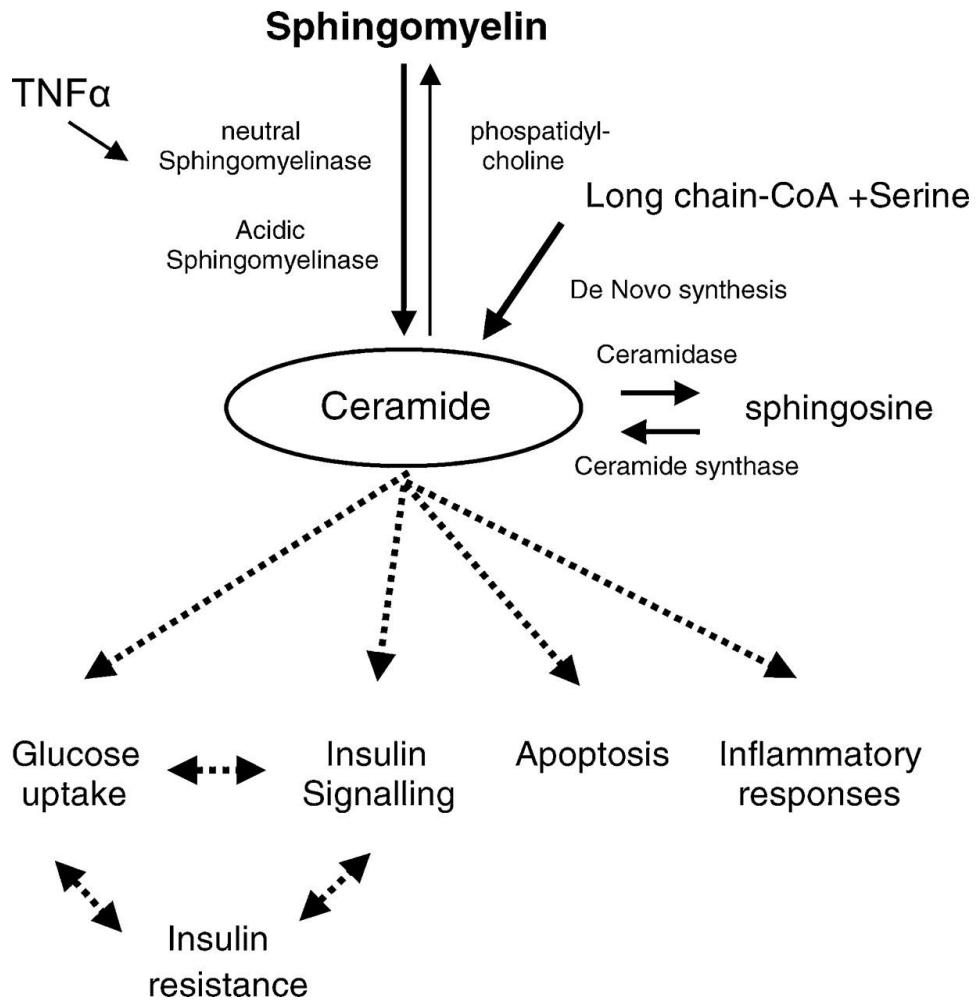 Sphingomyelin
TNFα
neutral
Sphingomyelinase
phospatidyl-
choline
Long chain-CoA +Serine
Acidic
Sphingomyelinase
De Novo synthesis
Ceramidase
Ceramide
sphingosine
Ceramide synthase
Glucose
uptake
Insulin
Signalling
Apoptosis
Inflammatory
responses
Insulin
resistance